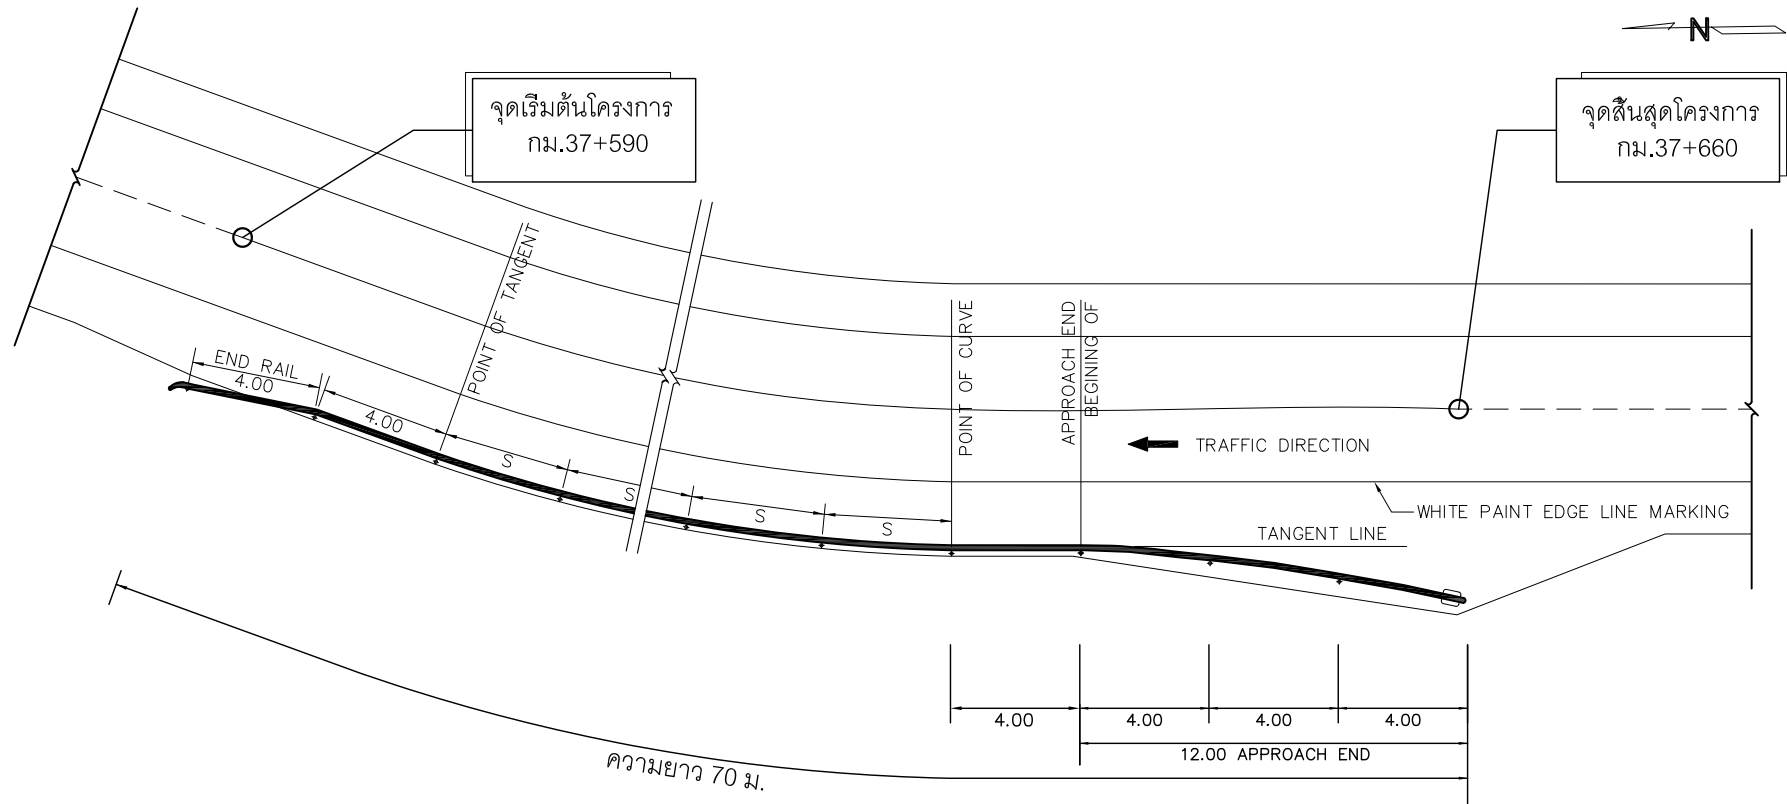 N
จุดเริ่มต้นโครงการ
กม.37+590
จุดสิ้นสุดโครงการ
กม.37+660
POINT OF TANGENT
POINT OF CURVE
APPROACH END
BEGINING OF
END RAIL
4.00
4.00
S
S
S
S
TRAFFIC DIRECTION
WHITE PAINT EDGE LINE MARKING
TANGENT LINE
4.00
4.00
4.00
4.00
12.00 APPROACH END
ความยาว 70 ม.